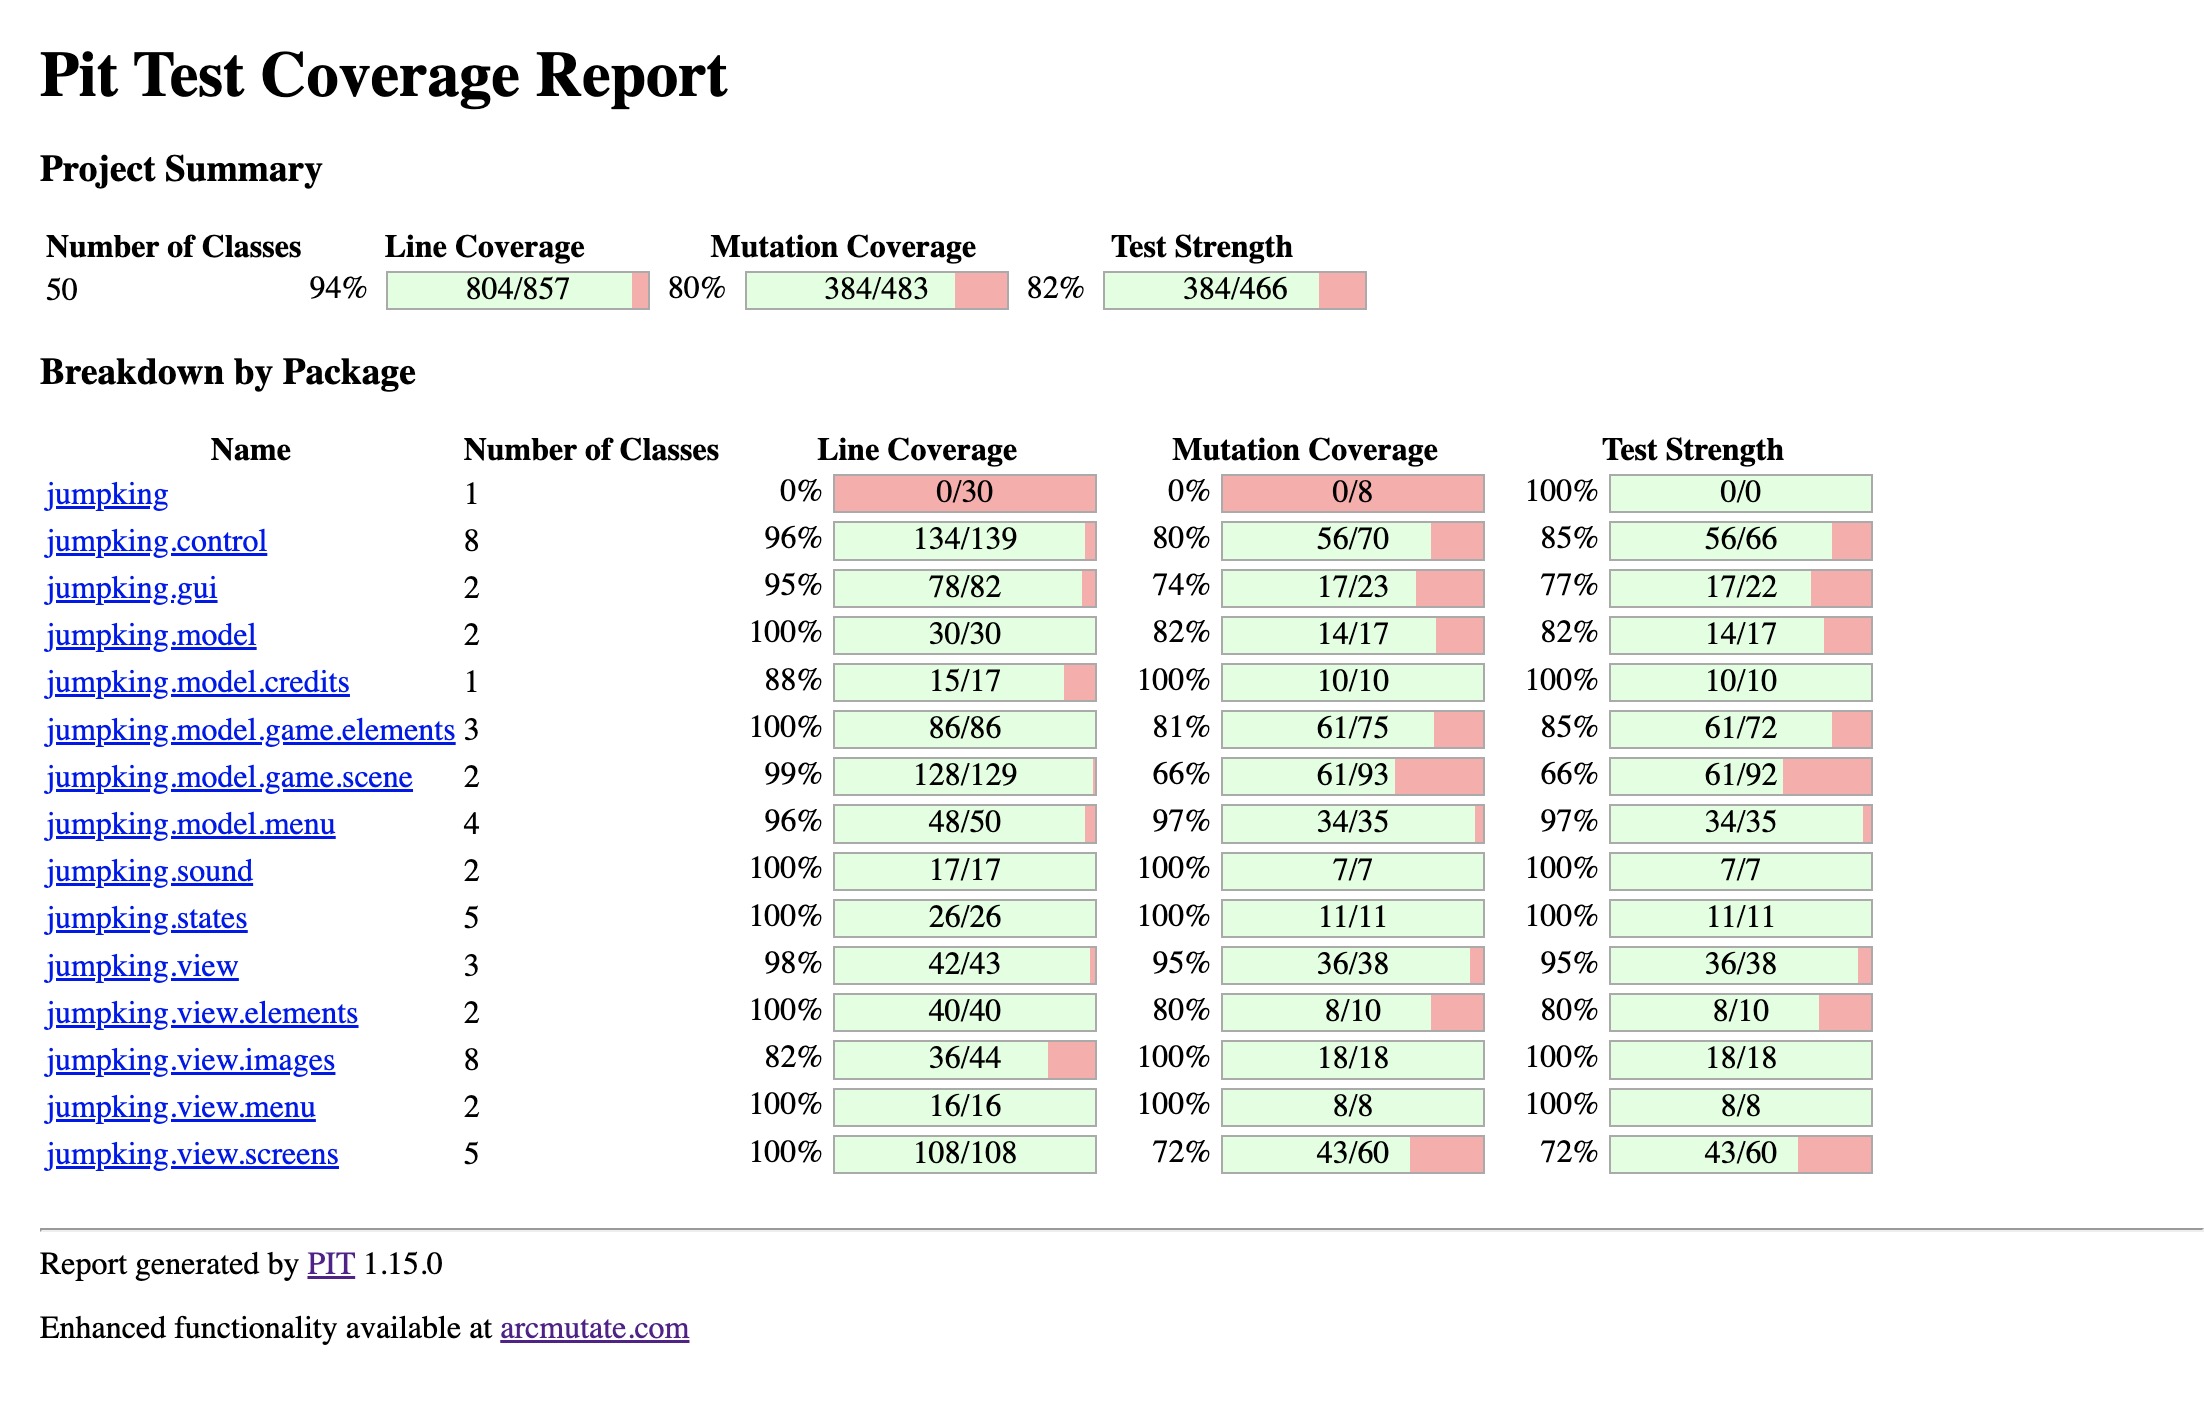 Pit Test Coverage Report
Project Summary
Number of Classes Line Coverage Mutation Coverage Test Strength
50 94% 804/857 80% 384/483 82% 384/466
Breakdown by Package
Name Number of Classes Line Coverage Mutation Coverage Test Strength
jumpking 1 0% 0/30 0% 0/8 100% 0/0
jumpking.control 8 96% 134/139 80% 56/70 85% 56/66
jumpking.gui 2 95% 78/82 74% 17/23 77% 17/22
jumpking.model 2 100% 30/30 82% 14/17 82% 14/17
jumpking.model.credits 1 88% 15/17 100% 10/10 100% 10/10
jumpking.model.game.elements 3 100% 86/86 81% 61/75 85% 61/72
jumpking.model.game.scene 2 99% 128/129 66% 61/93 66% 61/92
jumpking.model.menu 4 96% 48/50 97% 34/35 97% 34/35
jumpking.sound 2 100% 17/17 100% 7/7 100% 7/7
jumpking.states 5 100% 26/26 100% 11/11 100% 11/11
jumpking.view 3 98% 42/43 95% 36/38 95% 36/38
jumpking.view.elements 2 100% 40/40 80% 8/10 80% 8/10
jumpking.view.images 8 82% 36/44 100% 18/18 100% 18/18
jumpking.view.menu 2 100% 16/16 100% 8/8 100% 8/8
jumpking.view.screens 5 100% 108/108 72% 43/60 72% 43/60
Report generated by PIT 1.15.0
Enhanced functionality available at arcmutate.com